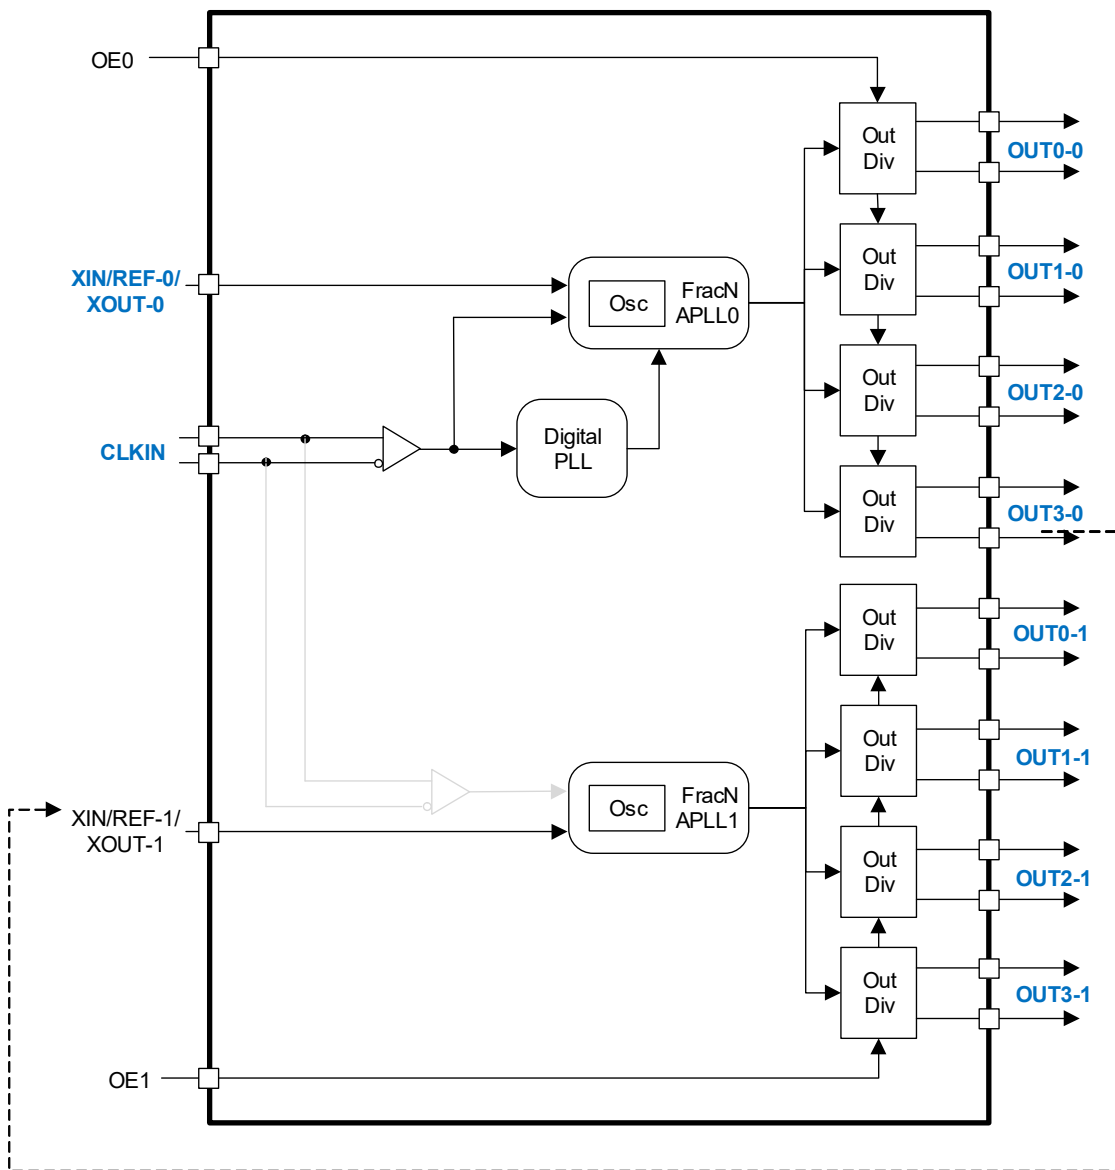 OE0
Out
Div
OUT0-0
Out
Div
OUT1-0
XIN/REF-0/
XOUT-0
Osc
FracN
APLL0
Out
Div
OUT2-0
CLKIN
Digital
PLL
Out
Div
OUT3-0
Out
Div
OUT0-1
Out
Div
OUT1-1
XIN/REF-1/
XOUT-1
Osc
FracN
APLL1
Out
Div
OUT2-1
Out
Div
OUT3-1
OE1